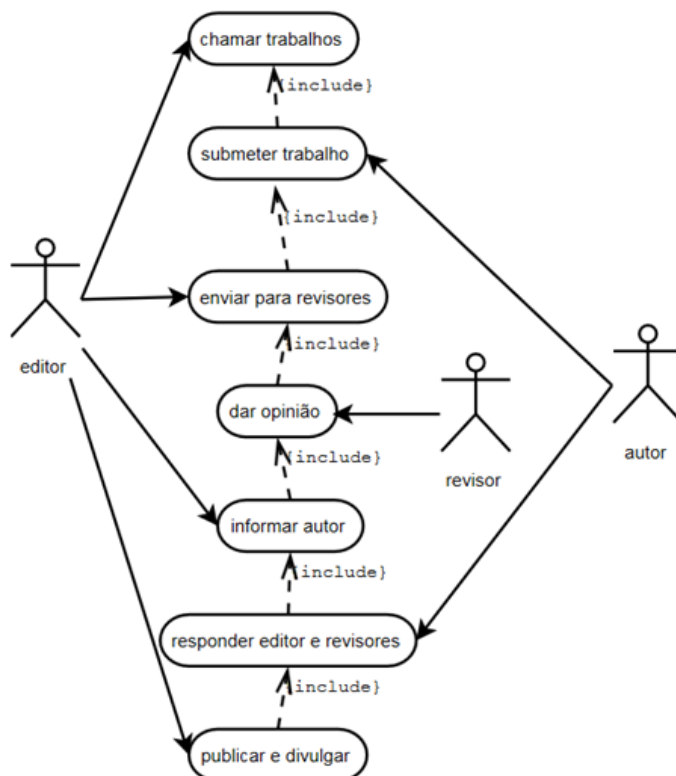 chamar trabalhos
{include}
submeter trabalho
{include}
enviar para revisores
editor
{include}
dar opinião
revisor
autor
{include}
informar autor
{include}
responder editor e revisores
{include}
publicar e divulgar